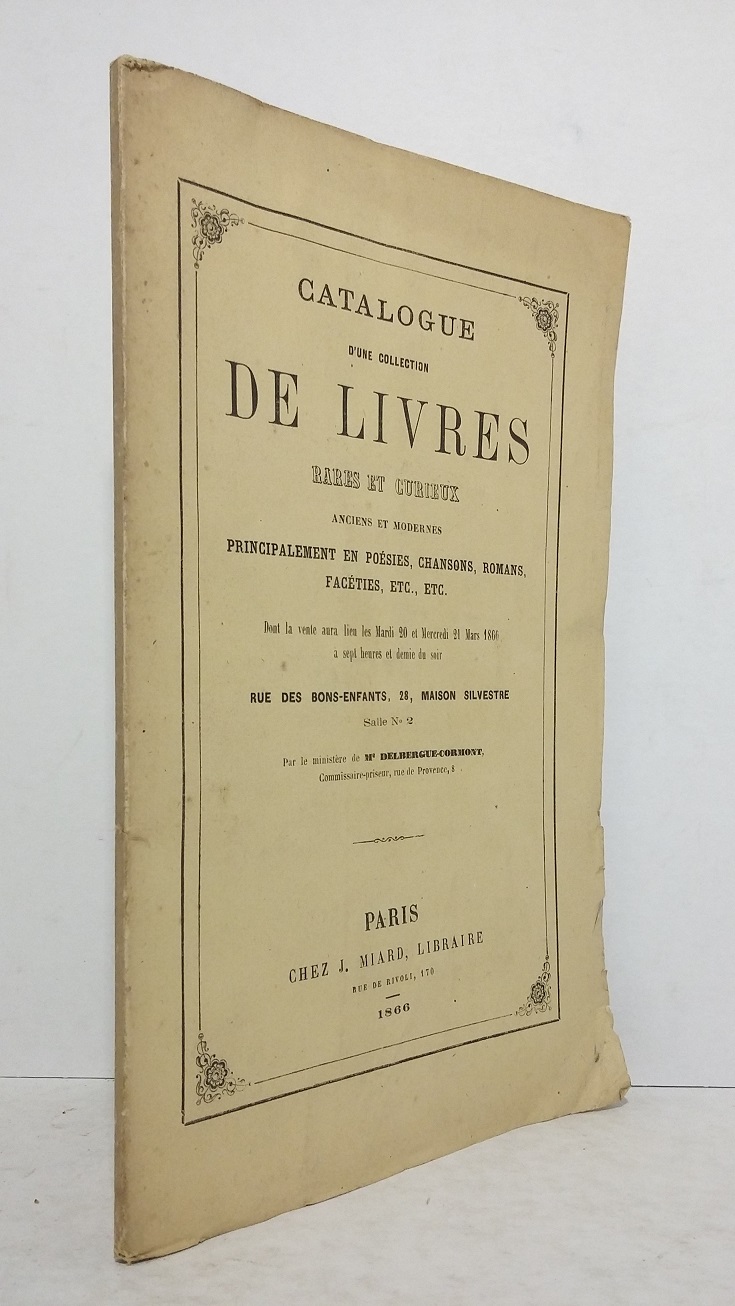 CATALOGUE
D'UNE COLLECTION
DE LIVRES
RARES ET CURIEUX
ANCIENS ET MODERNES
PRINCIPALEMENT EN POÉSIES, CHANSONS, ROMANS,
FACÉTIES, ETC., ETC.
Dont la vente aura lieu les Mardi 20 et Mercredi 21 Mars 1866
à sept heures et demie du soir
RUE DES BONS-ENFANTS, 28, MAISON SILVESTRE
Salle No 2
Par le ministère de Me DELBERGUE-CORMONT,
Commissaire-priseur, rue de Provence, 8
PARIS
CHEZ J. MIARD, LIBRAIRE
RUE DE RIVOLI, 170
1866